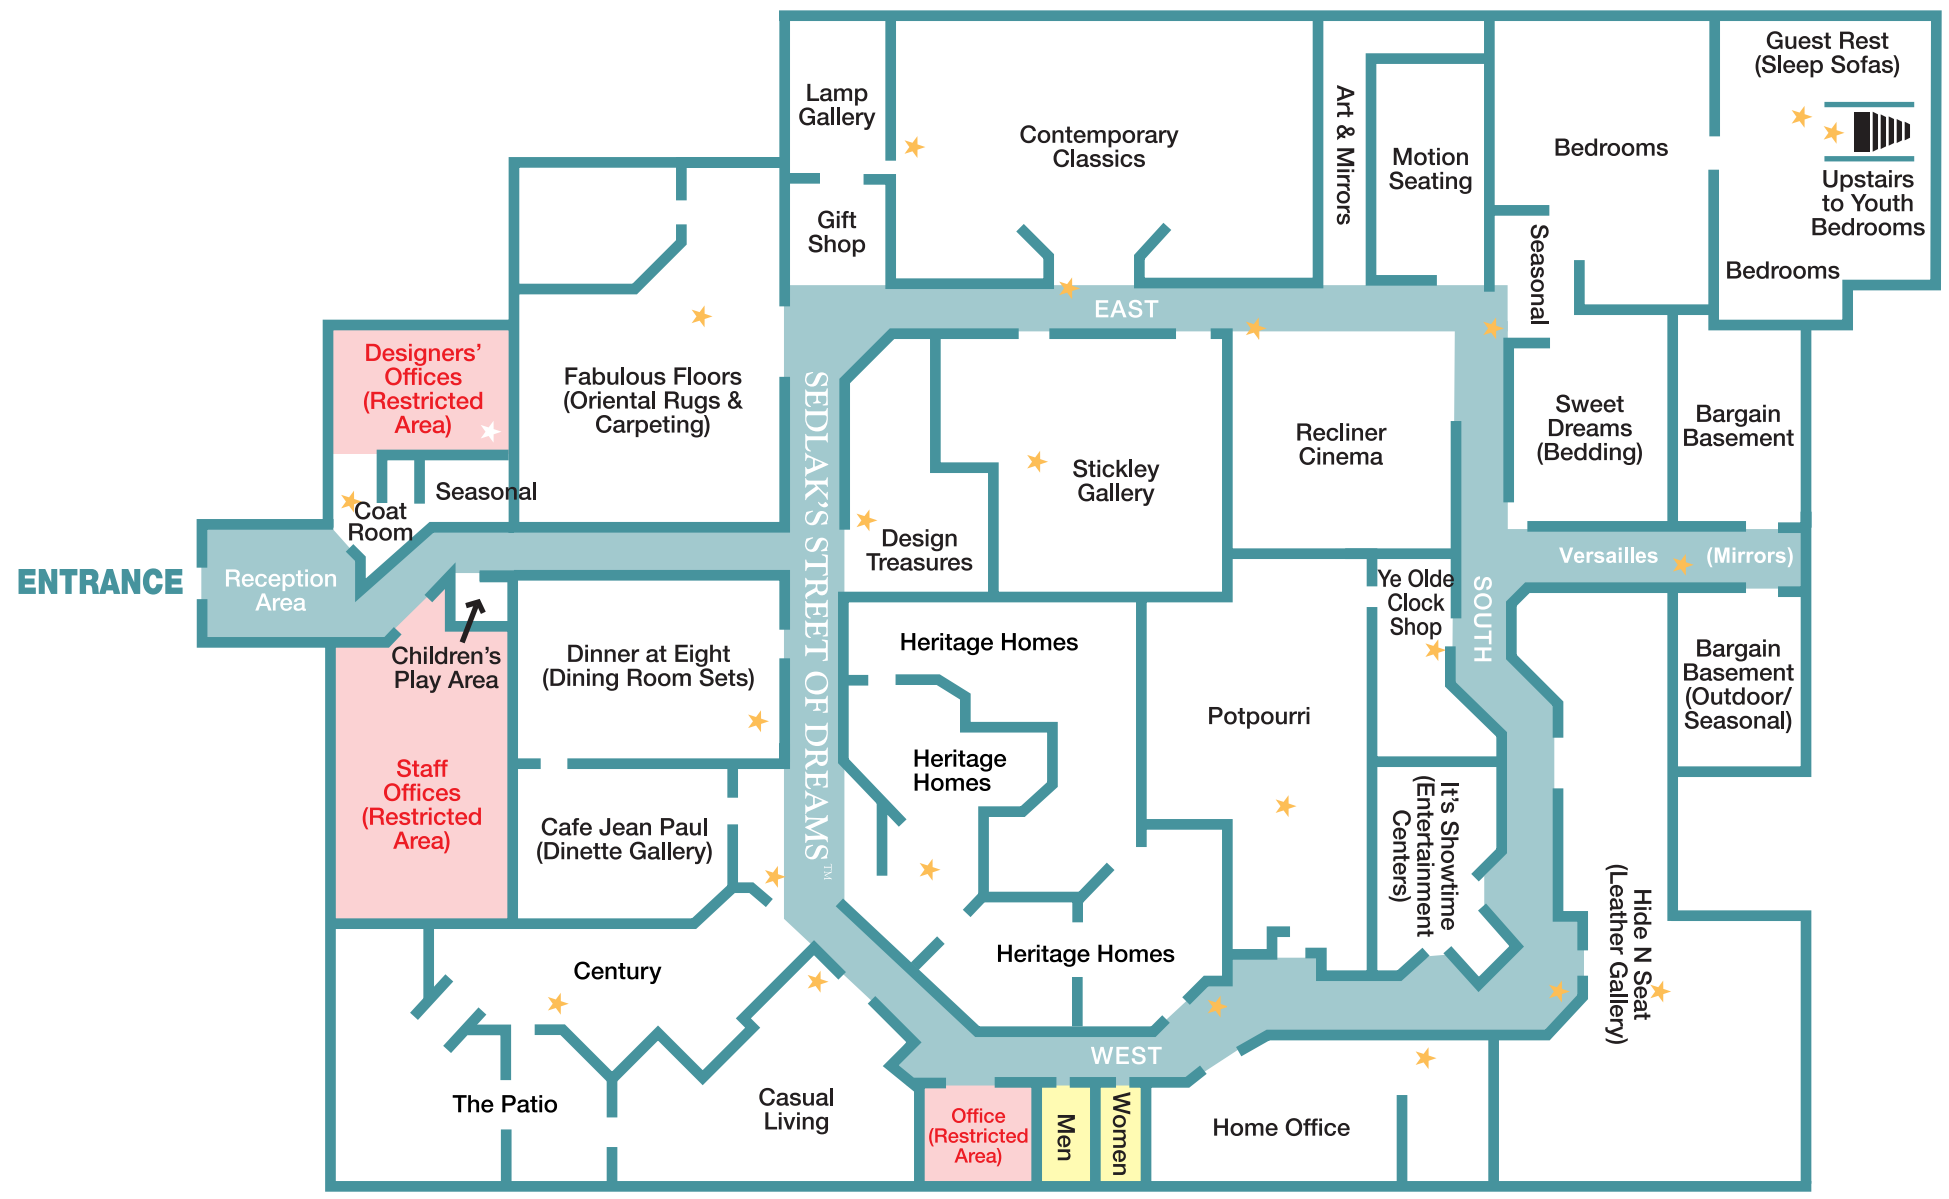 Guest Rest
(Sleep Sofas)
Lamp
Gallery
Contemporary
Classics
Art & Mirrors
Motion
Seating
Bedrooms
Upstairs
to Youth
Bedrooms
Gift
Shop
Seasonal
Bedrooms
EAST
Designers’
Offices
(Restricted
Area)
Fabulous Floors
(Oriental Rugs &
Carpeting)
SEDLAK’S STREET OF DREAMS™
Stickley
Gallery
Recliner
Cinema
Sweet
Dreams
(Bedding)
Bargain
Basement
Seasonal
Coat
Room
Design
Treasures
Versailles
(Mirrors)
ENTRANCE
Reception
Area
Ye Olde
Clock
Shop
SOUTH
Children’s
Play Area
Dinner at Eight
(Dining Room Sets)
Heritage Homes
Bargain
Basement
(Outdoor/
Seasonal)
Potpourri
Heritage
Homes
Staff
Offices
(Restricted
Area)
Cafe Jean Paul
(Dinette Gallery)
It’s Showtime
(Entertainment
Centers)
Hide N Seat
(Leather Gallery)
Century
Heritage Homes
WEST
The Patio
Casual
Living
Office
(Restricted
Area)
Men
Women
Home Office